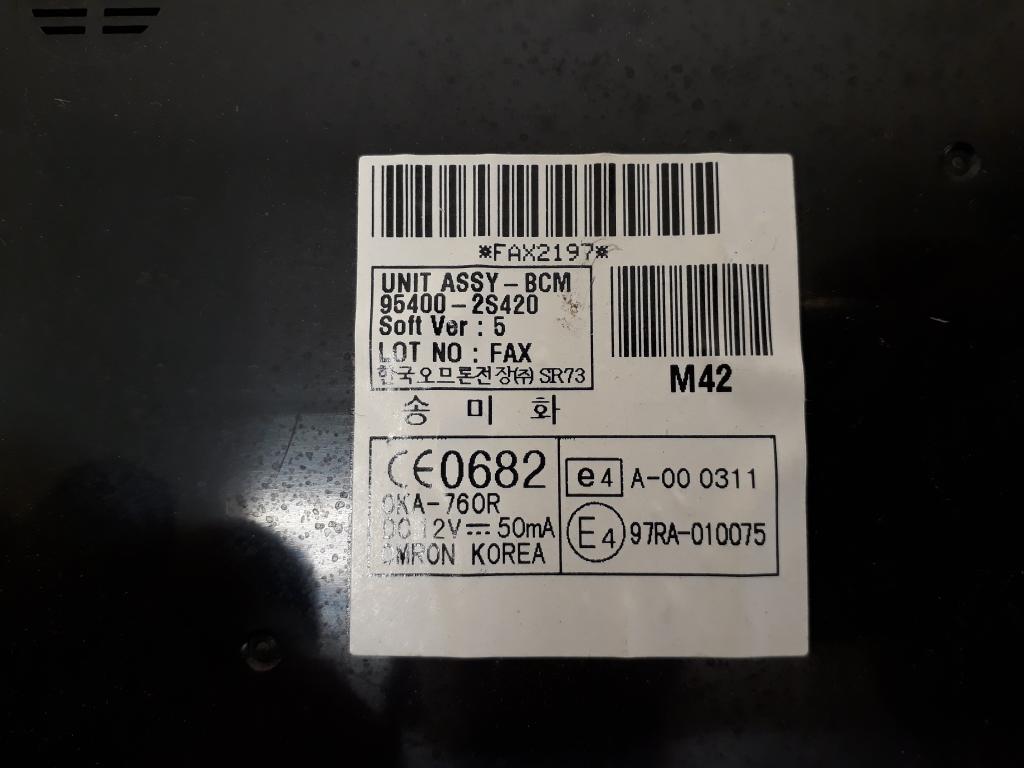 *FAX2197*
UNIT ASSY-BCM
95400-2S420
Soft Ver : 5
LOT NO : FAX
한국오므론전장(주) SR73
M42
송 미 화
CE0682
OKA-760R
DC 12V⎓50mA
OMRON KOREA
e4 A-00 0311
E4 97RA-010075